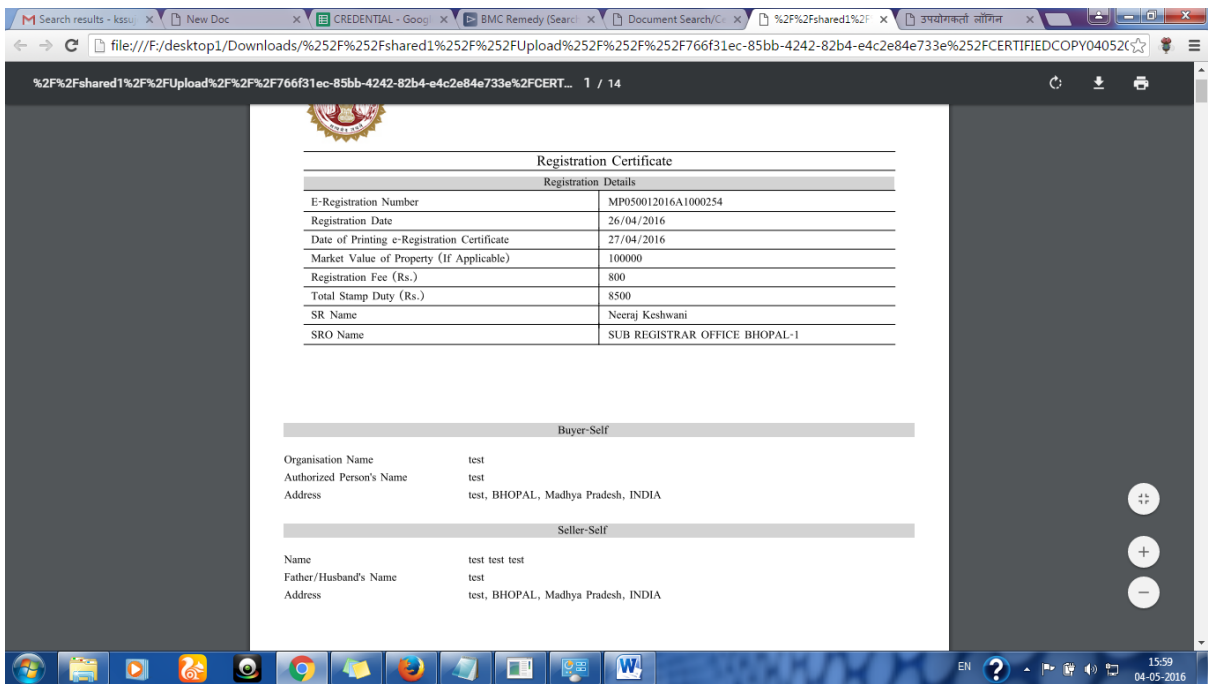 Search results - kssuj
New Doc
CREDENTIAL - Googl
BMC Remedy (Search
Document Search/Ce
%2F%2Fshared1%2F
उपयोगकर्ता लॉगिन
file:///F:/desktop1/Downloads/%252F%252Fshared1%252F%252FUpload%252F%252F%252F766f31ec-85bb-4242-82b4-e4c2e84e733e%252FCERTIFIEDCOPY040520
%2F%2Fshared1%2F%2FUpload%2F%2F%2F766f31ec-85bb-4242-82b4-e4c2e84e733e%2FCERT... 1 / 14
Registration Certificate
Registration Details
E-Registration Number MP050012016A1000254
Registration Date 26/04/2016
Date of Printing e-Registration Certificate 27/04/2016
Market Value of Property (If Applicable) 100000
Registration Fee (Rs.) 800
Total Stamp Duty (Rs.) 8500
SR Name Neeraj Keshwani
SRO Name SUB REGISTRAR OFFICE BHOPAL-1
Buyer-Self
Organisation Name test
Authorized Person's Name test
Address test, BHOPAL, Madhya Pradesh, INDIA
Seller-Self
Name test test test
Father/Husband's Name test
Address test, BHOPAL, Madhya Pradesh, INDIA
EN
15:59
04-05-2016